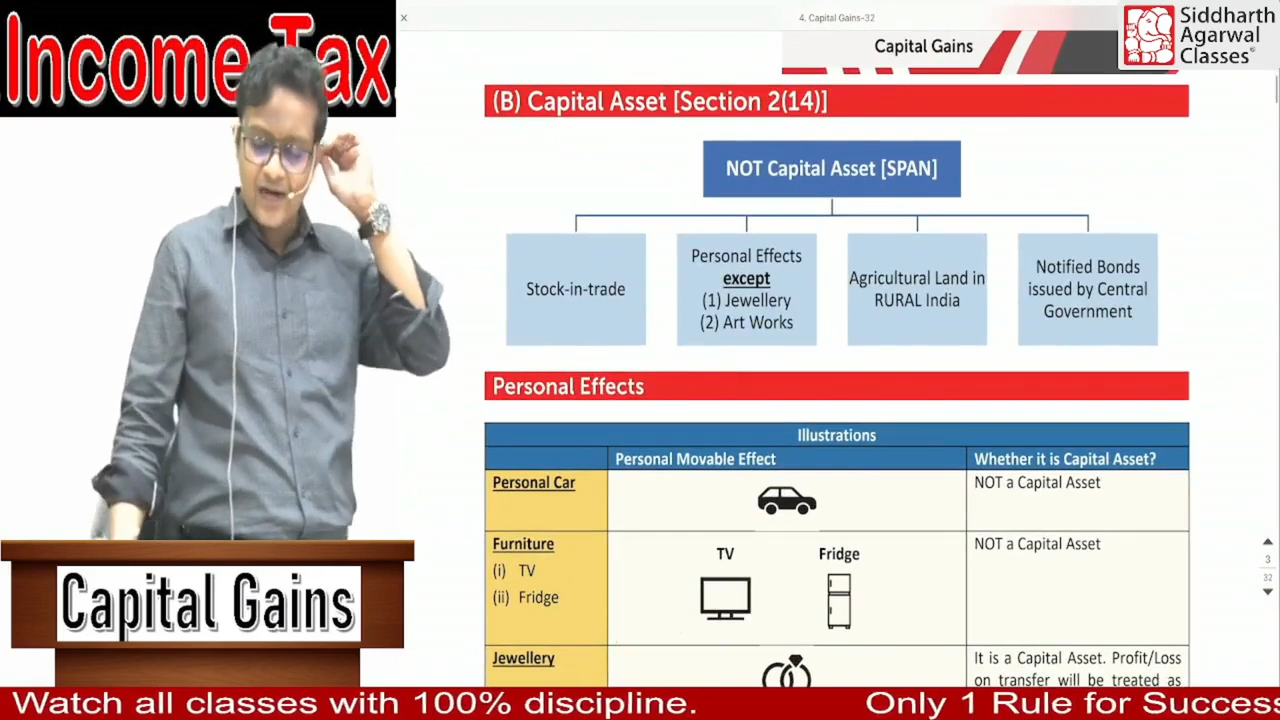 Income Tax
4. Capital Gains-32
Capital Gains
Siddharth
Agarwal
Classes
(B) Capital Asset [Section 2(14)]
NOT Capital Asset [SPAN]
Stock-in-trade
Personal Effects
except
(1) Jewellery
(2) Art Works
Agricultural Land in
RURAL India
Notified Bonds
issued by Central
Government
Personal Effects
Illustrations
Personal Movable Effect
Whether it is Capital Asset?
Personal Car
NOT a Capital Asset
Furniture
(i) TV
(ii) Fridge
TV
Fridge
NOT a Capital Asset
Jewellery
It is a Capital Asset. Profit/Loss
on transfer will be treated as
3
32
Capital Gains
Watch all classes with 100% discipline.
Only 1 Rule for Success